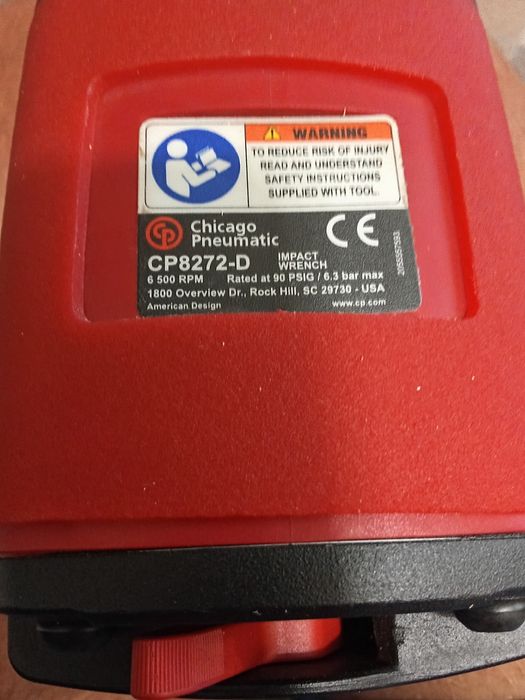 WARNING
TO REDUCE RISK OF INJURY
READ AND UNDERSTAND
SAFETY INSTRUCTIONS
SUPPLIED WITH TOOL.
CP Chicago
Pneumatic
CE
CP8272-D IMPACT
WRENCH
6 500 RPM Rated at 90 PSIG / 6.3 bar max
1800 Overview Dr., Rock Hill, SC 29730 - USA
American Design www.cp.com
2050557593